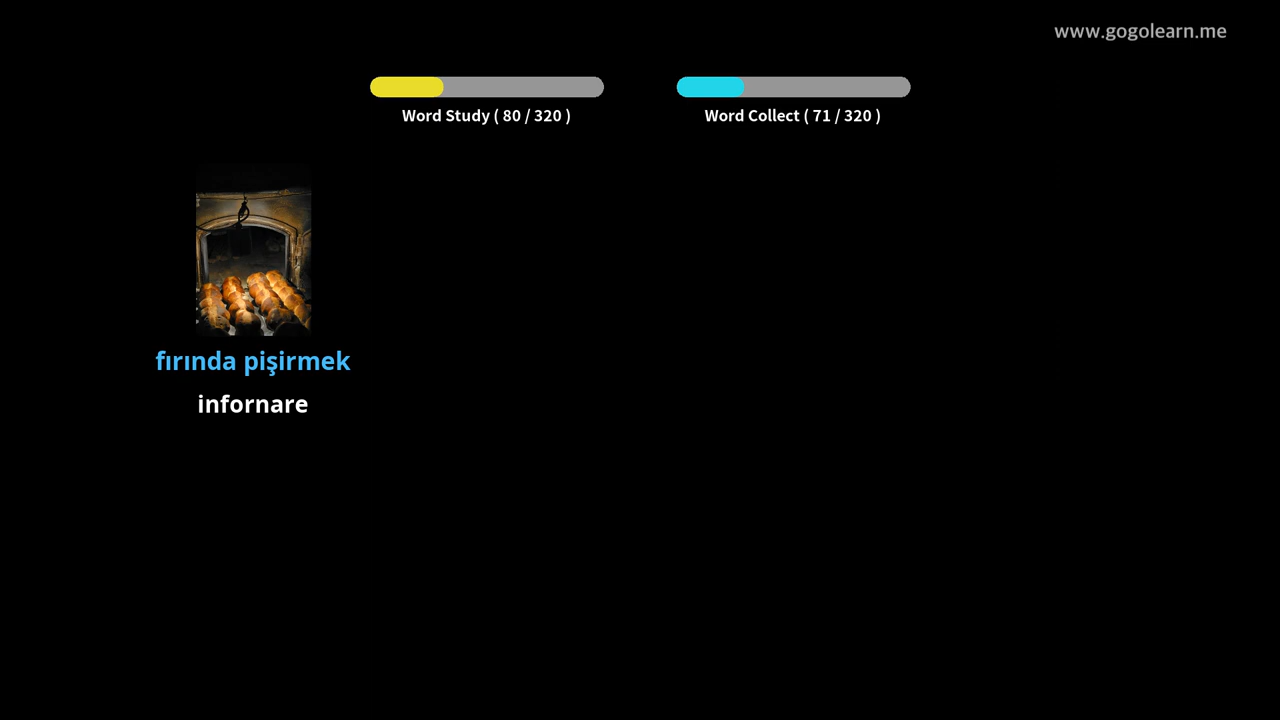 www.gogolearn.me
Word Study ( 80 / 320 )
Word Collect ( 71 / 320 )
fırında pişirmek
infornare